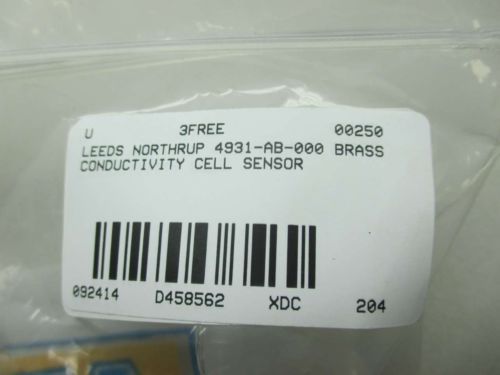 U 3FREE 00250
LEEDS NORTHRUP 4931-AB-000 BRASS
CONDUCTIVITY CELL SENSOR
092414 D458562 XDC 204